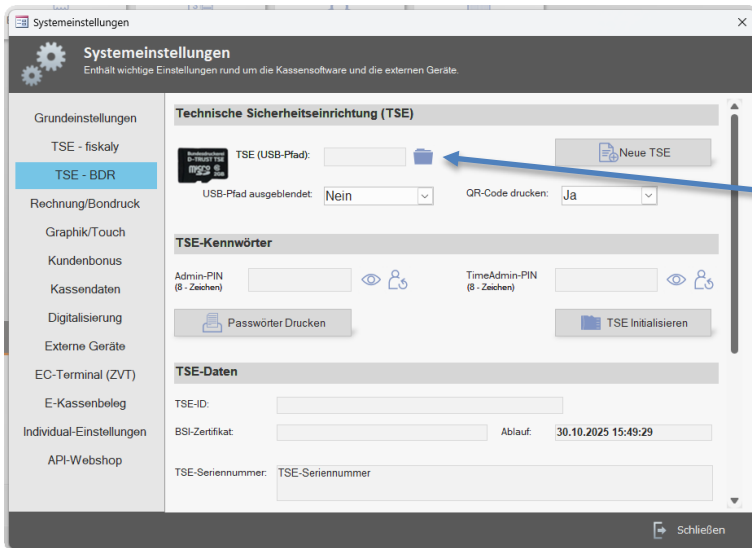 Systemeinstellungen
Systemeinstellungen
Enthält wichtige Einstellungen rund um die Kassensoftware und die externen Geräte.
Grundeinstellungen
TSE - fiskaly
TSE - BDR
Rechnung/Bondruck
Graphik/Touch
Kundenbonus
Kassendaten
Digitalisierung
Externe Geräte
EC-Terminal (ZVT)
E-Kassenbeleg
Individual-Einstellungen
API-Webshop
Technische Sicherheitseinrichtung (TSE)
Bundesdruckerei
D-TRUST TSE
TSE (USB-Pfad):
Neue TSE
USB-Pfad ausgeblendet: Nein
QR-Code drucken: Ja
TSE-Kennwörter
Admin-PIN
(8 - Zeichen)
TimeAdmin-PIN
(8 - Zeichen)
Passwörter Drucken
TSE Initialisieren
TSE-Daten
TSE-ID:
BSI-Zertifikat:
Ablauf: 30.10.2025 15:49:29
TSE-Seriennummer: TSE-Seriennummer
Schließen